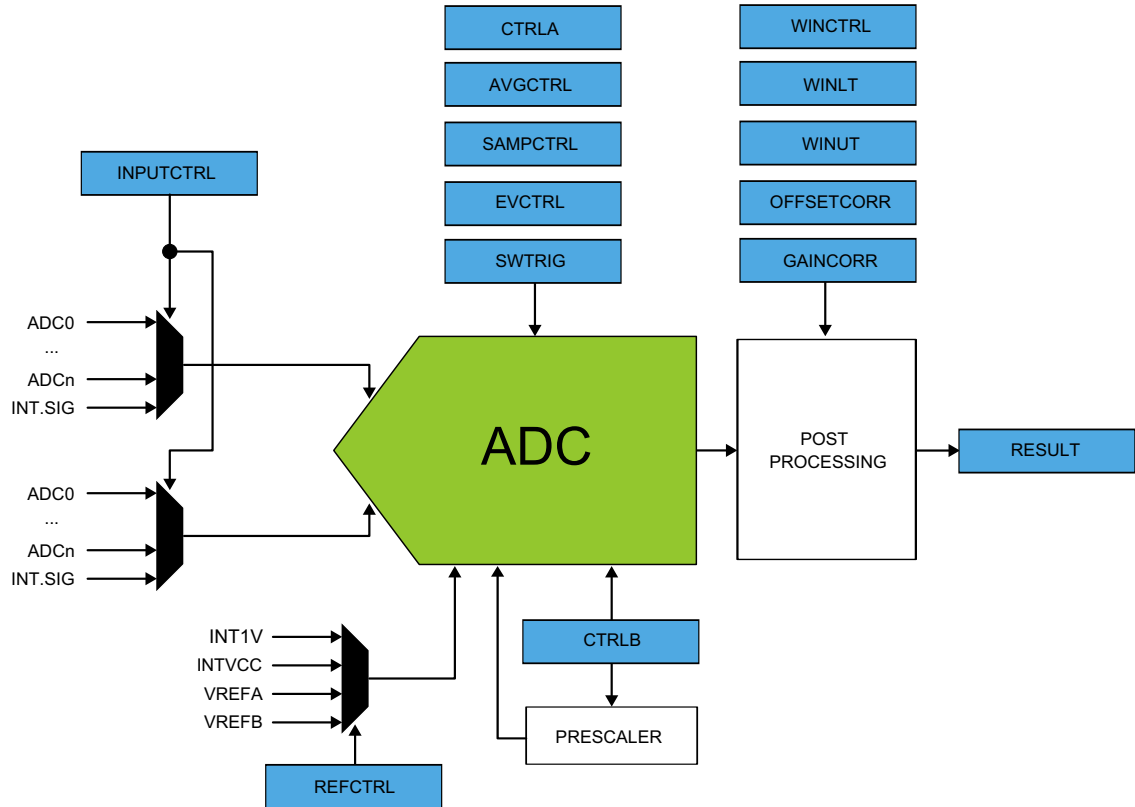 CTRLA
WINCTRL
AVGCTRL
WINLT
SAMPCTRL
WINUT
INPUTCTRL
EVCTRL
OFFSETCORR
SWTRIG
GAINCORR
ADC0
...
ADCn
INT.SIG
ADC
POST
PROCESSING
RESULT
ADC0
...
ADCn
INT.SIG
INT1V
INTVCC
VREFA
VREFB
CTRLB
PRESCALER
REFCTRL